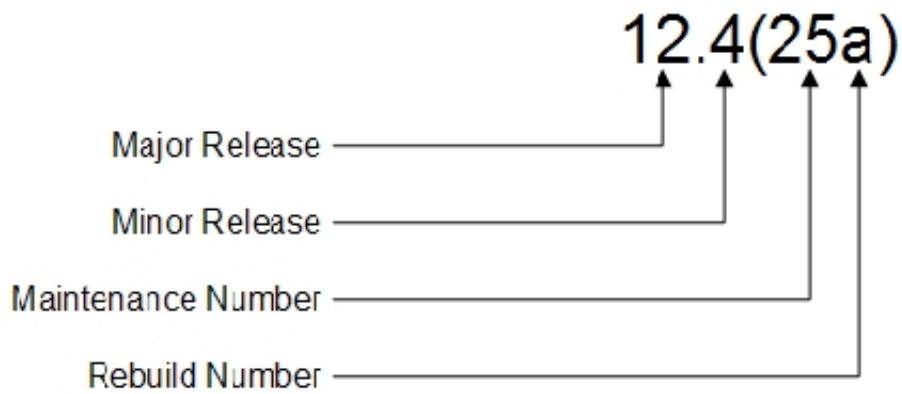 12.4(25a)
Major Release
Minor Release
Maintenance Number
Rebuild Number